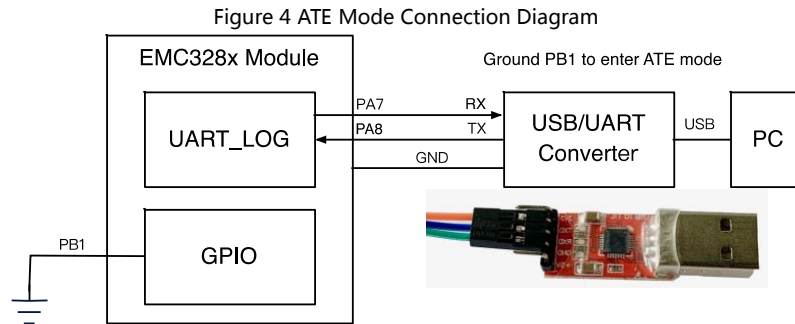 Figure 4 ATE Mode Connection Diagram
EMC328x Module
Ground PB1 to enter ATE mode
UART_LOG
PA7
RX
PA8
TX
GND
USB/UART
Converter
USB
PC
PB1
GPIO